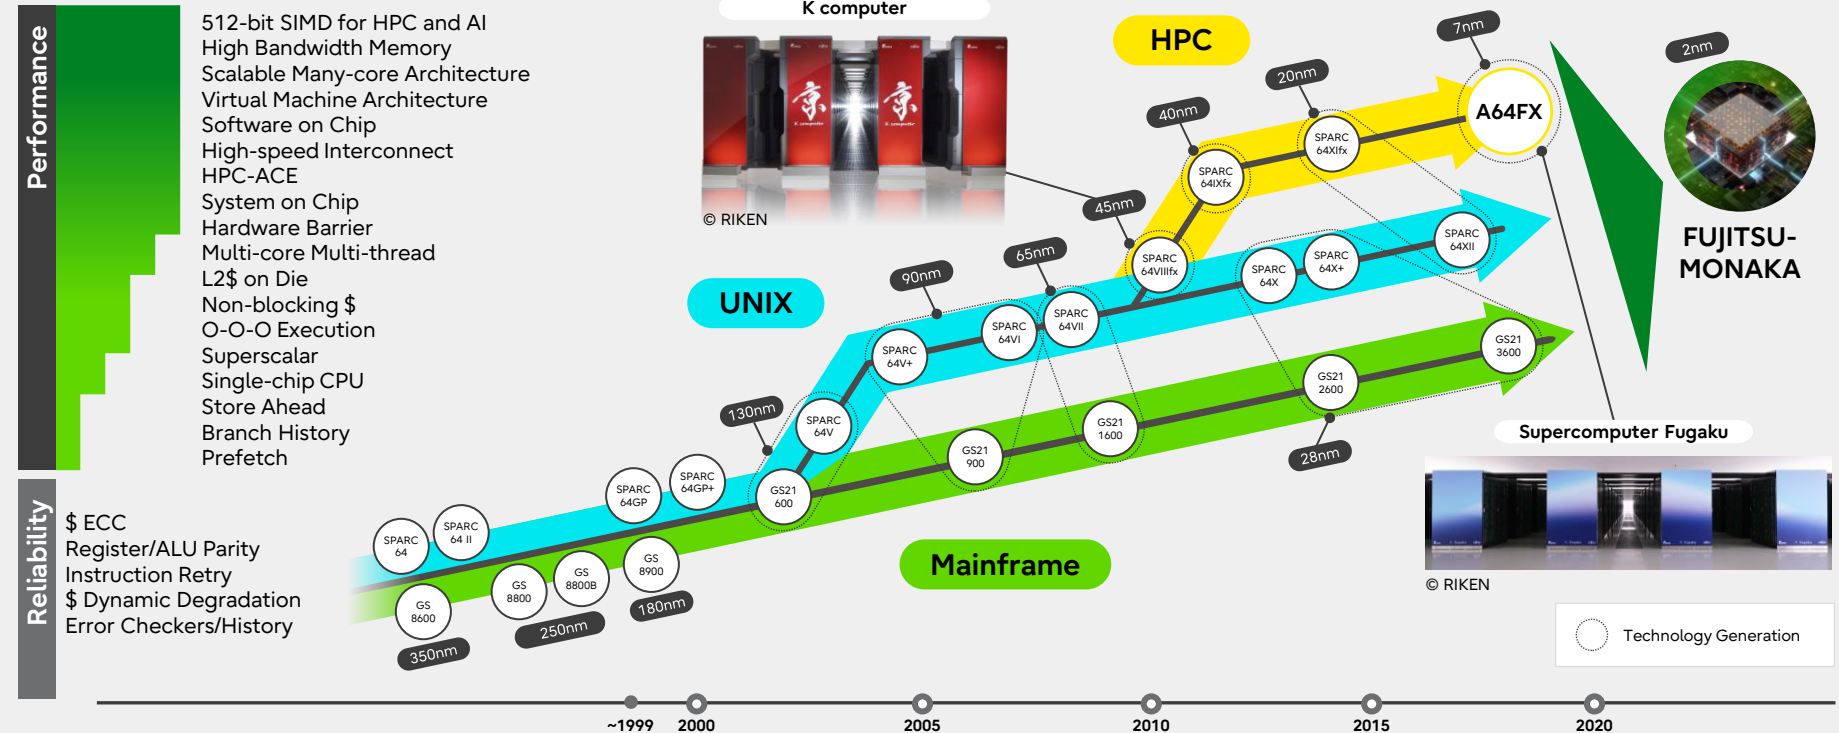 Performance
512-bit SIMD for HPC and AI
High Bandwidth Memory
Scalable Many-core Architecture
Virtual Machine Architecture
Software on Chip
High-speed Interconnect
HPC-ACE
System on Chip
Hardware Barrier
Multi-core Multi-thread
L2$ on Die
Non-blocking $
O-O-O Execution
Superscalar
Single-chip CPU
Store Ahead
Branch History
Prefetch
Reliability
$ ECC
Register/ALU Parity
Instruction Retry
$ Dynamic Degradation
Error Checkers/History
K computer
京
K computer
京
K computer
© RIKEN
HPC
7nm
20nm
40nm
45nm
A64FX
SPARC
64XIfx
SPARC
64IXfx
SPARC
64VIIIfx
2nm
FUJITSU-
MONAKA
UNIX
65nm
90nm
130nm
SPARC
64XII
SPARC
64X+
SPARC
64X
SPARC
64VII
SPARC
64VI
SPARC
64V+
SPARC
64V
SPARC
64GP+
SPARC
64GP
SPARC
64 II
SPARC
64
GS21
3600
GS21
2600
GS21
1600
GS21
900
GS21
600
GS
8900
GS
8800B
GS
8800
GS
8600
28nm
180nm
250nm
350nm
Mainframe
Supercomputer Fugaku
© RIKEN
Technology Generation
~1999
2000
2005
2010
2015
2020